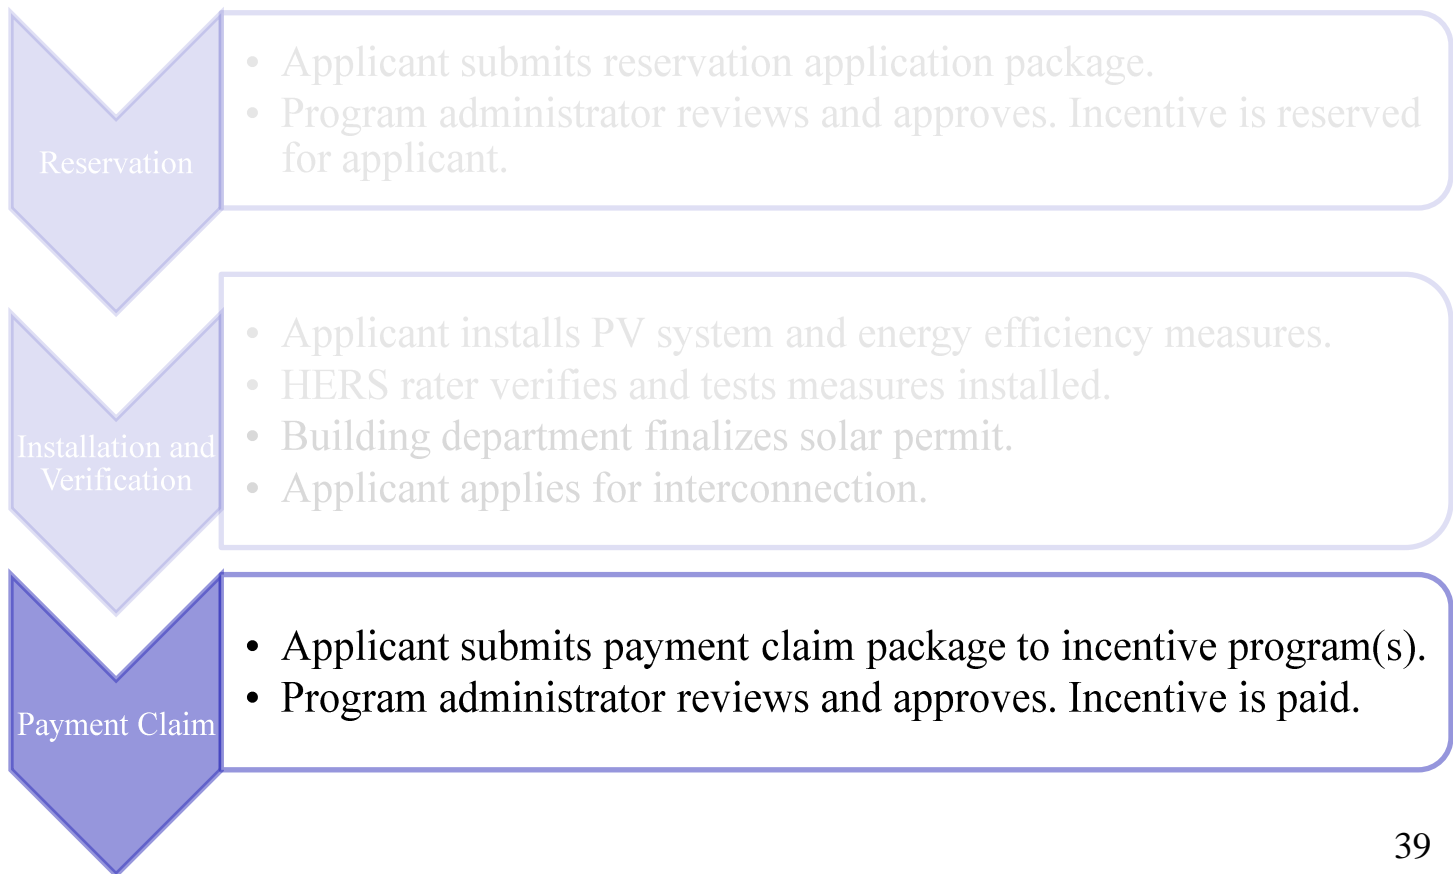 Reservation
• Applicant submits reservation application package.
• Program administrator reviews and approves. Incentive is reserved
for applicant.
Installation and
Verification
• Applicant installs PV system and energy efficiency measures.
• HERS rater verifies and tests measures installed.
• Building department finalizes solar permit.
• Applicant applies for interconnection.
Payment Claim
• Applicant submits payment claim package to incentive program(s).
• Program administrator reviews and approves. Incentive is paid.
39